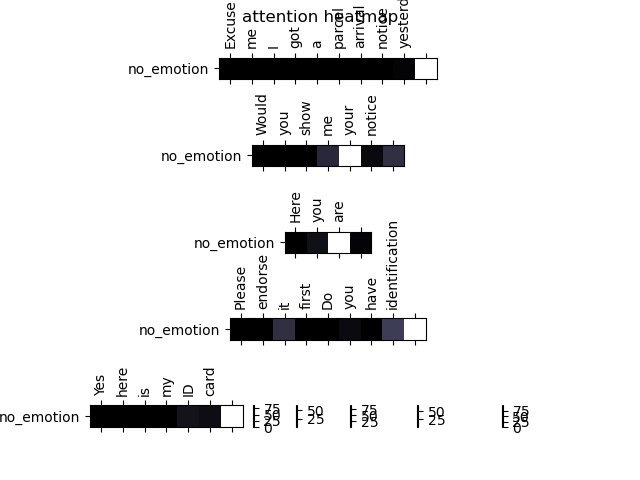 attention heatmap
Excuse me I got a parcel arrival notice yesterd
no_emotion
Would you show me your notice
no_emotion
Here you are
no_emotion
Please endorse it first Do you have identification
no_emotion
Yes here is my ID card
no_emotion
75 50 75 50 75
50 25 25 25 50
25 25
0 0